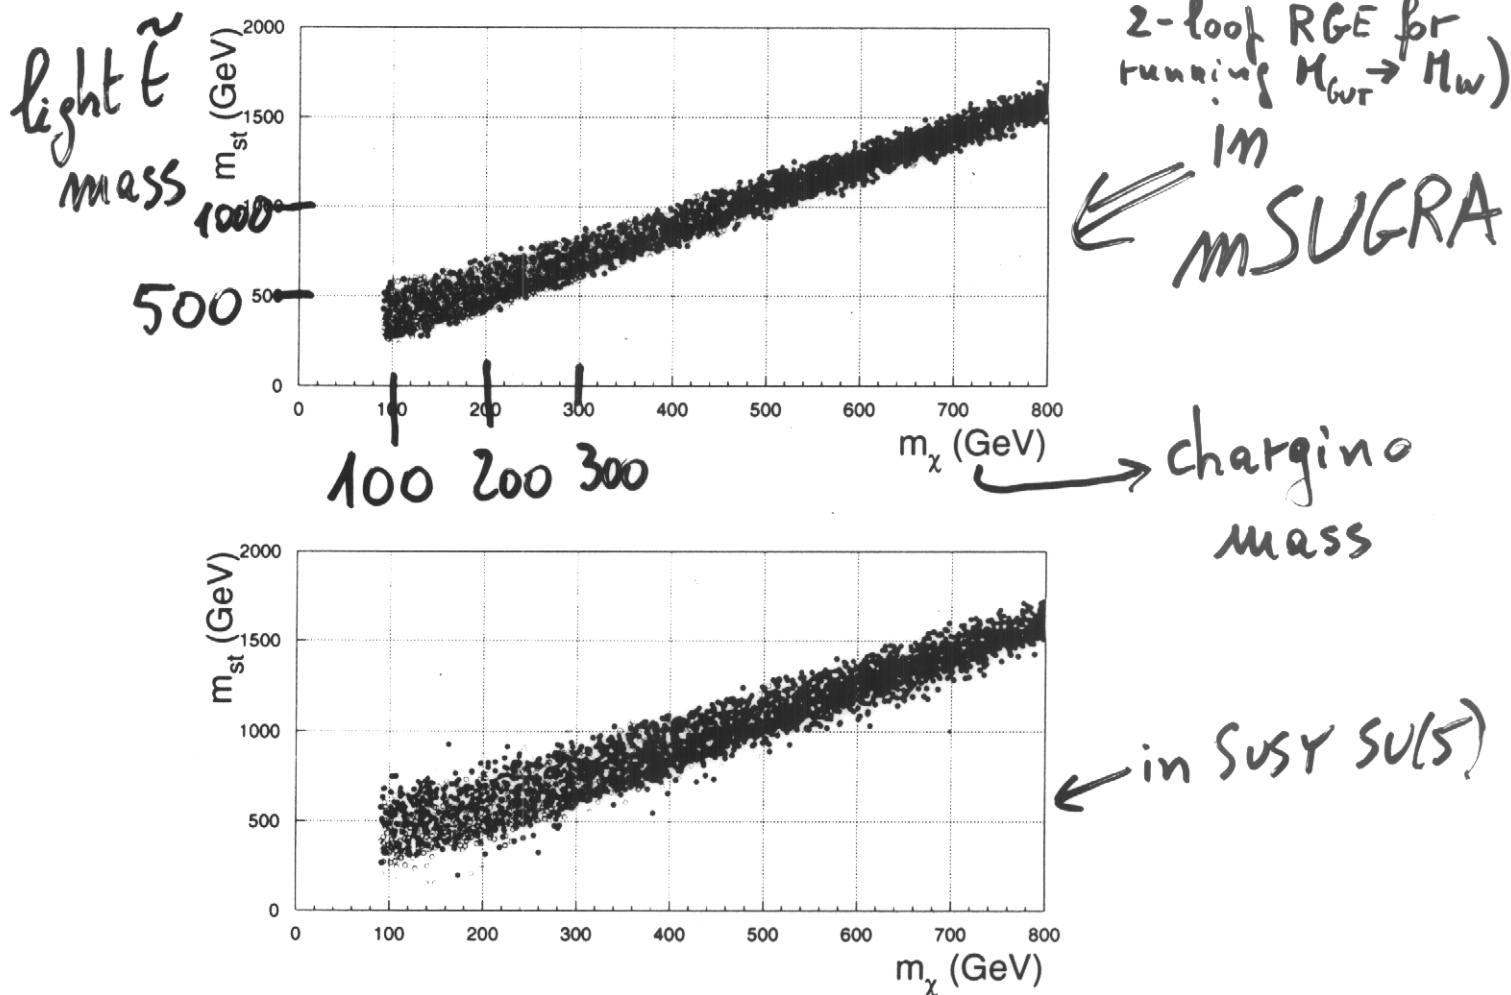 2-loop RGE for
running M_GUT → M_W)
in
mSUGRA
light t̃
mass
m_st (GeV)
2000
1500
1000
1000
500
500
0
0 100 200 300 400 500 600 700 800
m_χ (GeV)
100 200 300
chargino
mass
m_st (GeV)
2000
1500
1000
500
0
in SUSY SU(5)
0 100 200 300 400 500 600 700 800
m_χ (GeV)